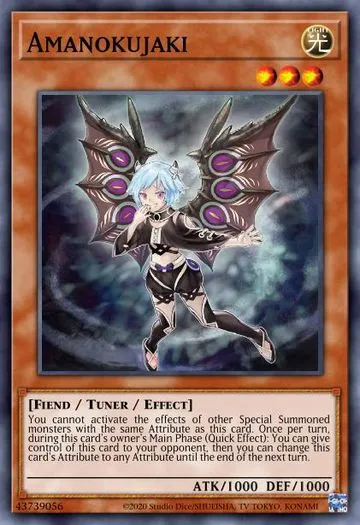 Amanokujaki
LIGHT
光
[Fiend / Tuner / Effect]
You cannot activate the effects of other Special Summoned
monsters with the same Attribute as this card. Once per turn,
during this card's owner's Main Phase (Quick Effect): You can give
control of this card to your opponent, then you can change this
card's Attribute to any Attribute until the end of the next turn.
ATK/1000 DEF/1000
43739056
©2020 Studio Dice/SHUEISHA, TV TOKYO, KONAMI